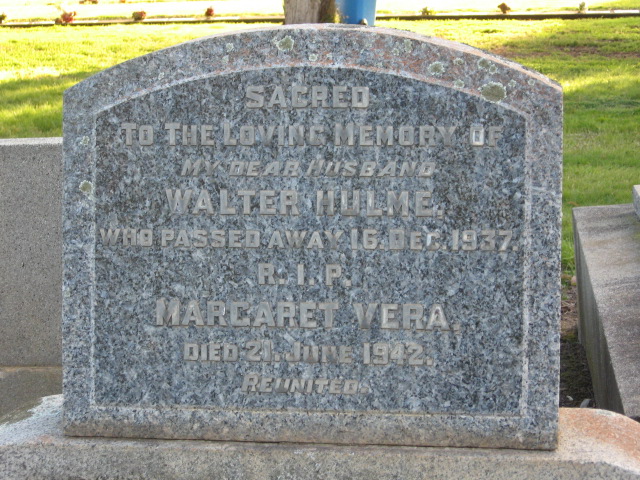 SACRED
TO THE LOVING MEMORY OF
MY DEAR HUSBAND
WALTER HULME.
WHO PASSED AWAY 16. DEC. 1937.
R.I.P.
MARGARET VERA.
DIED 21. JUNE 1942.
REUNITED.